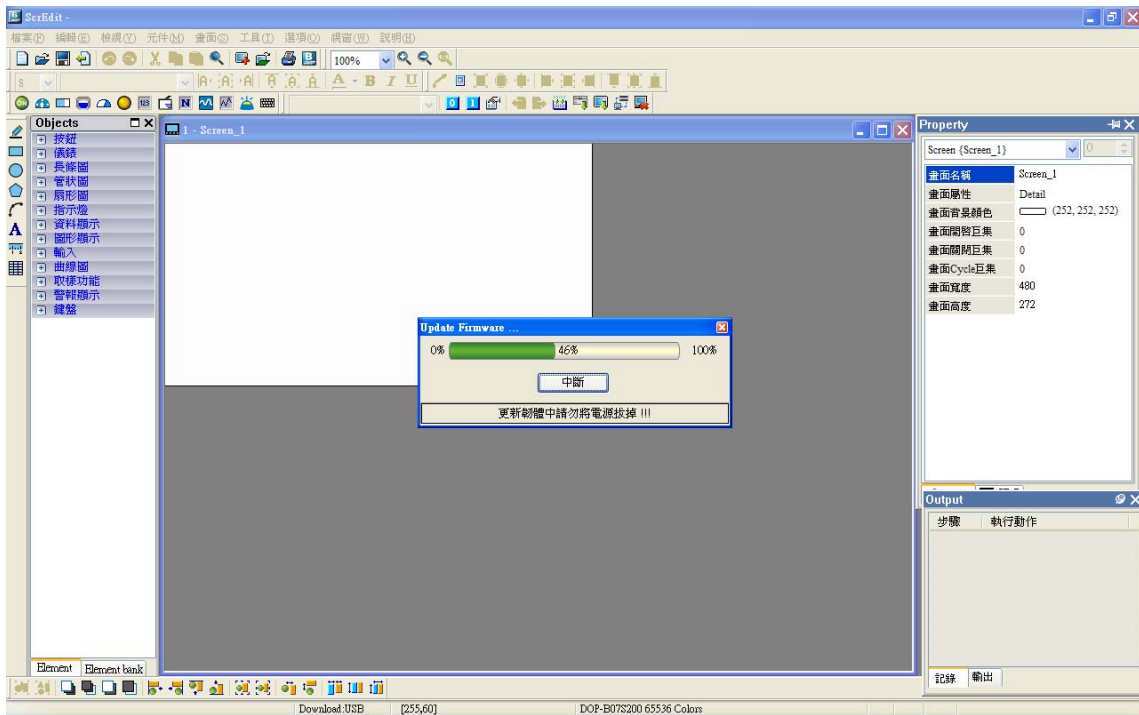 ScrEdit -
檔案(F) 編輯(E) 檢視(V) 元件(M) 畫面(S) 工具(T) 選項(O) 視窗(W) 說明(H)
100%
8
A B I U
ON 123 N
Objects
按鈕
儀錶
長條圖
管狀圖
扇形圖
指示燈
資料顯示
圖形顯示
輸入
曲線圖
取樣功能
警報顯示
鍵盤
Element Element bank
1 - Screen_1
Update Firmware ...
0% 46% 100%
中斷
更新韌體中請勿將電源拔掉 !!!
Property
Screen {Screen_1} 0
畫面名稱 Screen_1
畫面屬性 Detail
畫面背景顏色 (252, 252, 252)
畫面開啓巨集 0
畫面關閉巨集 0
畫面Cycle巨集 0
畫面寬度 480
畫面高度 272
Output
步驟 執行動作
記錄 輸出
Download:USB [255,60] DOP-B07S200 65536 Colors